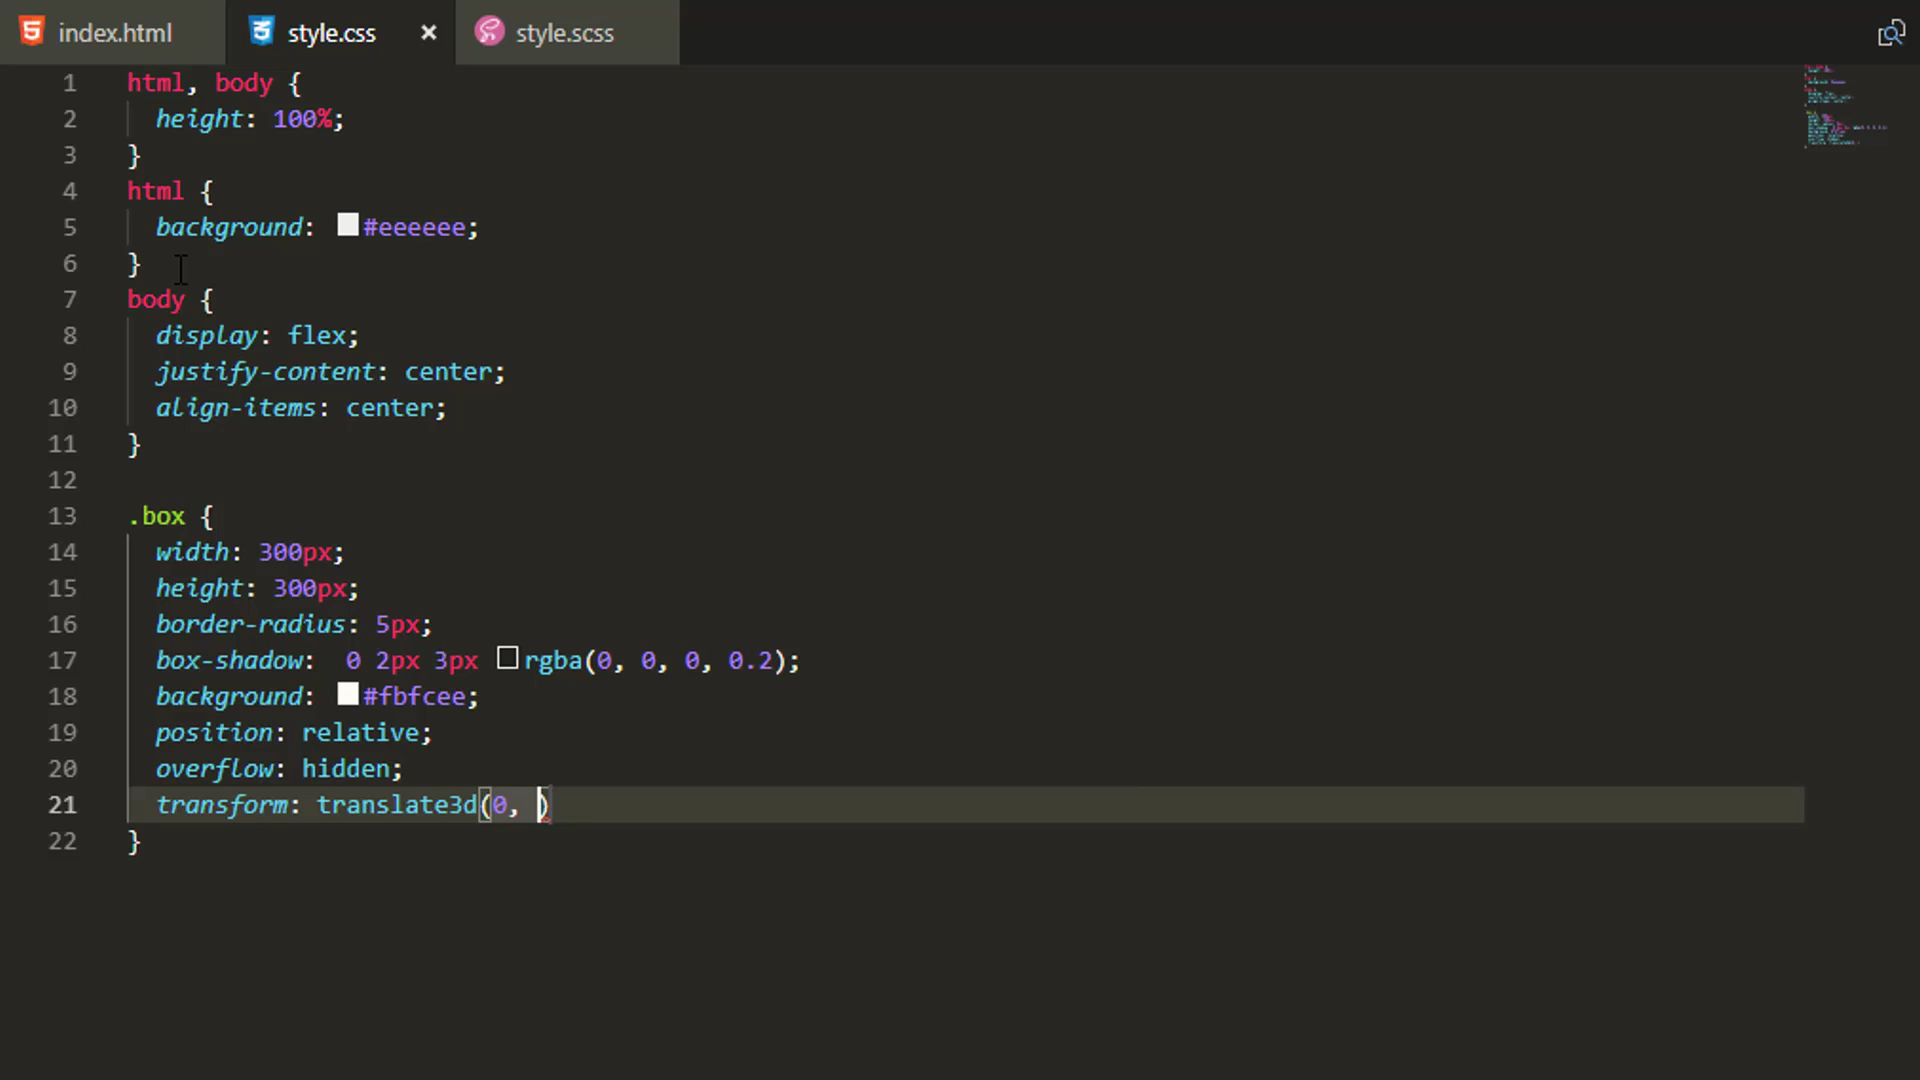 index.html style.css × style.scss
1 html, body {
2 height: 100%;
3 }
4 html {
5 background: #eeeeee;
6 }
7 body {
8 display: flex;
9 justify-content: center;
10 align-items: center;
11 }
12
13 .box {
14 width: 300px;
15 height: 300px;
16 border-radius: 5px;
17 box-shadow: 0 2px 3px rgba(0, 0, 0, 0.2);
18 background: #fbfcee;
19 position: relative;
20 overflow: hidden;
21 transform: translate3d(0, )
22 }